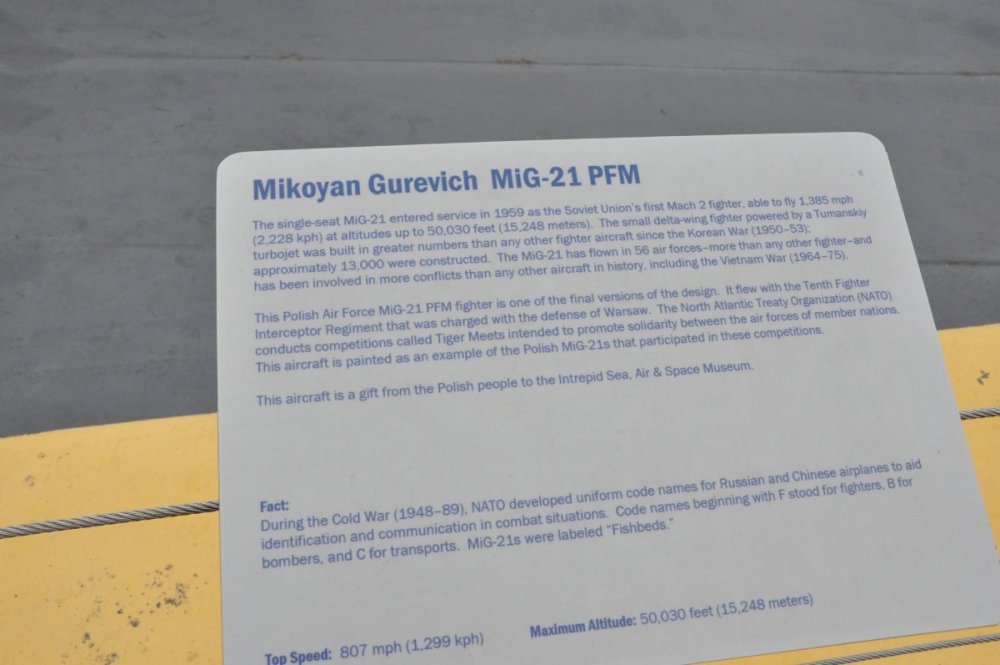 Mikoyan Gurevich MiG-21 PFM
The single-seat MiG-21 entered service in 1959 as the Soviet Union's first Mach 2 fighter, able to fly 1,385 mph
(2,228 kph) at altitudes up to 50,030 feet (15,248 meters). The small delta-wing fighter powered by a Tumanskiy
turbojet was built in greater numbers than any other fighter aircraft since the Korean War (1950–53);
approximately 13,000 were constructed. The MiG-21 has flown in 56 air forces–more than any other fighter–and
has been involved in more conflicts than any other aircraft in history, including the Vietnam War (1964–75).
This Polish Air Force MiG-21 PFM fighter is one of the final versions of the design. It flew with the Tenth Fighter
Interceptor Regiment that was charged with the defense of Warsaw. The North Atlantic Treaty Organization (NATO)
conducts competitions called Tiger Meets intended to promote solidarity between the air forces of member nations.
This aircraft is painted as an example of the Polish MiG-21s that participated in these competitions.
This aircraft is a gift from the Polish people to the Intrepid Sea, Air & Space Museum.
Fact:
During the Cold War (1948–89), NATO developed uniform code names for Russian and Chinese airplanes to aid
identification and communication in combat situations. Code names beginning with F stood for fighters, B for
bombers, and C for transports. MiG-21s were labeled "Fishbeds."
Top Speed: 807 mph (1,299 kph) Maximum Altitude: 50,030 feet (15,248 meters)